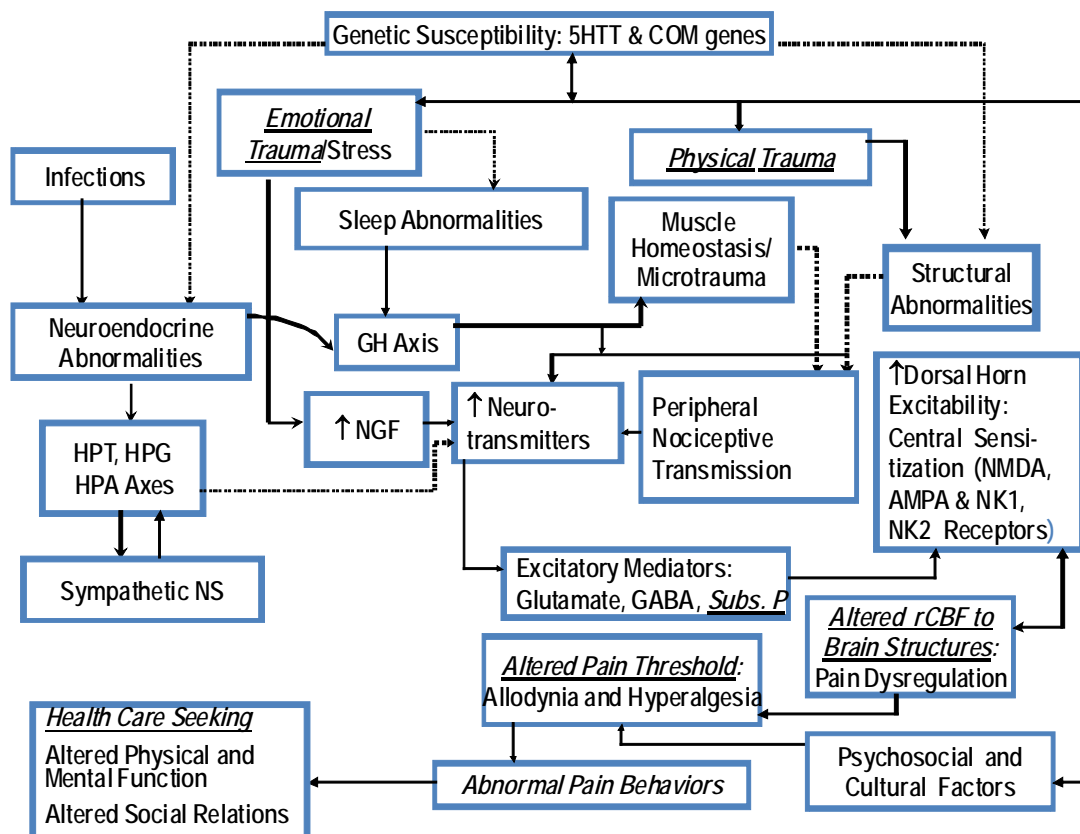 Genetic Susceptibility: 5HTT & COM genes
Emotional
Trauma/Stress
Physical Trauma
Infections
Sleep Abnormalities
Muscle
Homeostasis/
Microtrauma
Structural
Abnormalities
Neuroendocrine
Abnormalities
GH Axis
↑Dorsal Horn
Excitability:
Central Sensi-
tization (NMDA,
AMPA & NK1,
NK2 Receptors)
↑ NGF
↑ Neuro-
transmitters
Peripheral
Nociceptive
Transmission
HPT, HPG
HPA Axes
Sympathetic NS
Excitatory Mediators:
Glutamate, GABA, Subs. P
Altered rCBF to
Brain Structures:
Pain Dysregulation
Altered Pain Threshold:
Allodynia and Hyperalgesia
Health Care Seeking
Altered Physical and
Mental Function
Altered Social Relations
Abnormal Pain Behaviors
Psychosocial and
Cultural Factors